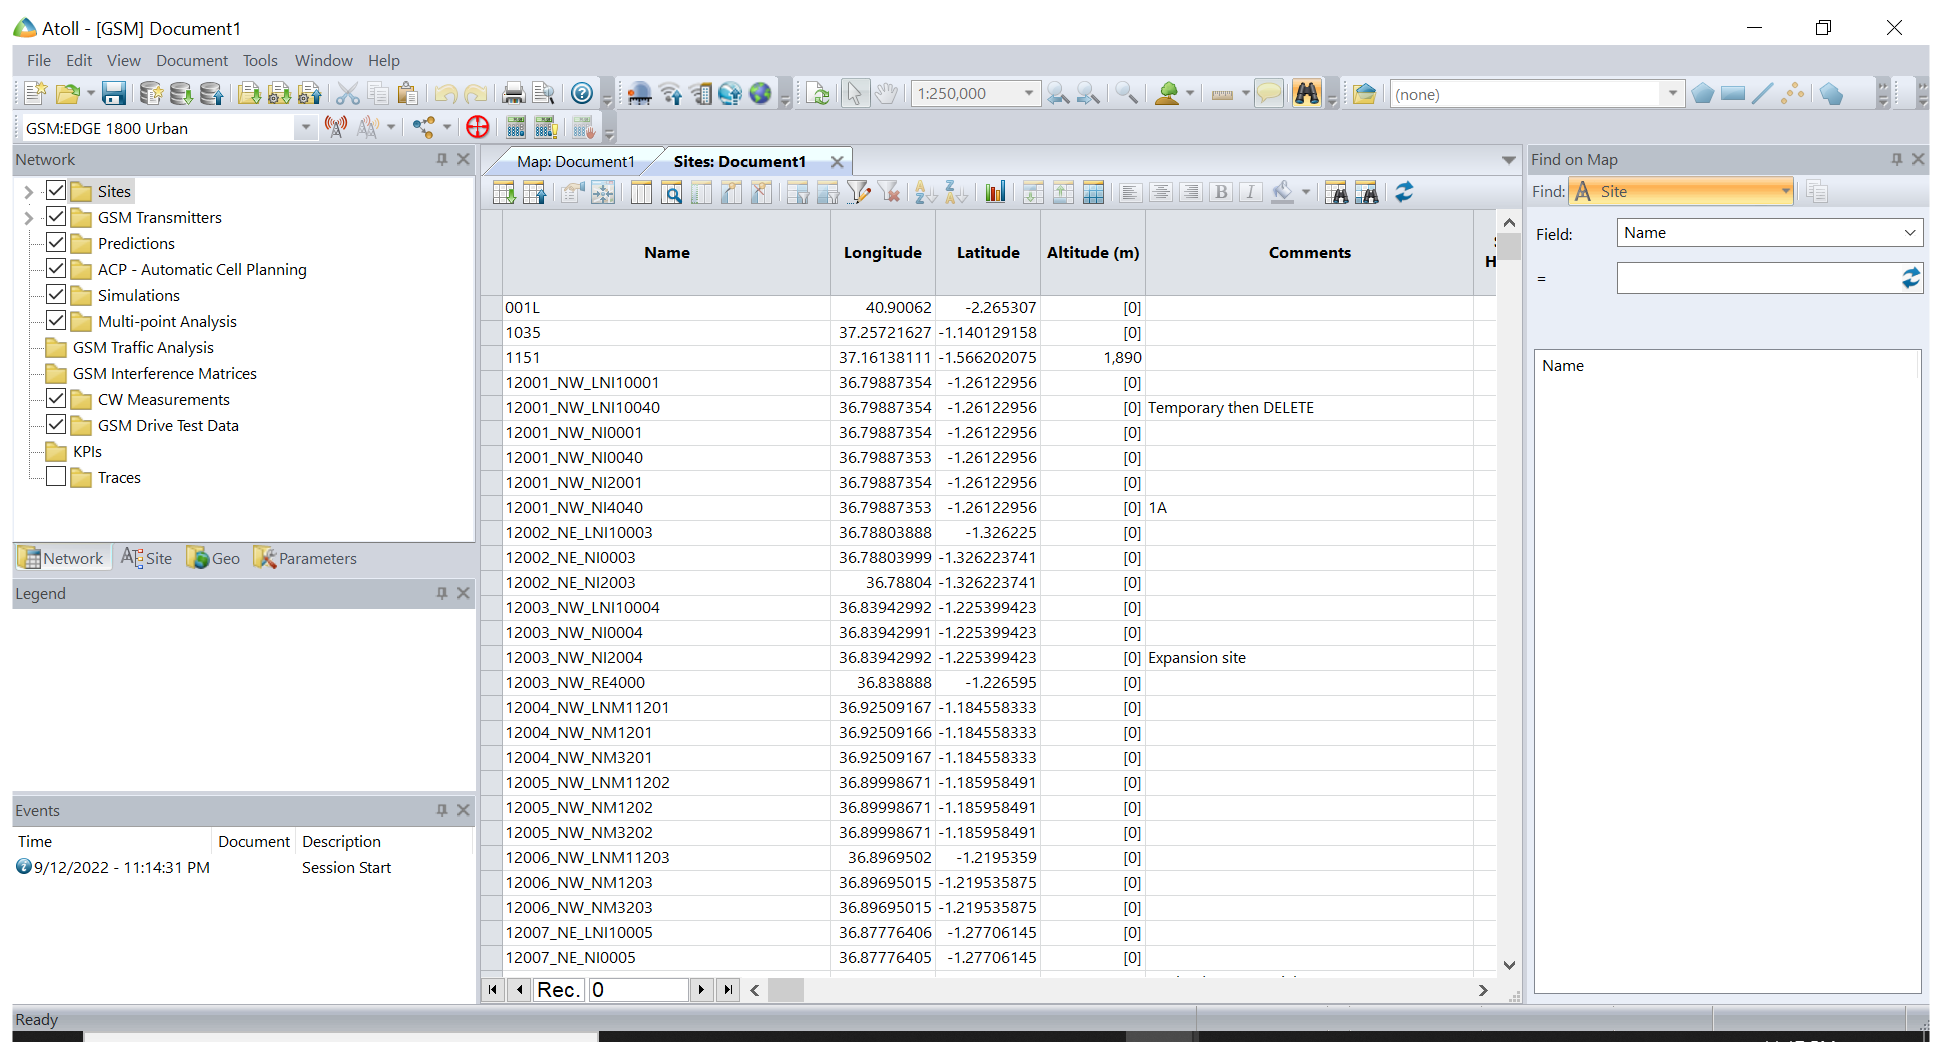 Atoll - [GSM] Document1
File Edit View Document Tools Window Help
1:250,000
(none)
GSM:EDGE 1800 Urban
Network
Sites
GSM Transmitters
Predictions
ACP - Automatic Cell Planning
Simulations
Multi-point Analysis
GSM Traffic Analysis
GSM Interference Matrices
CW Measurements
GSM Drive Test Data
KPIs
Traces
Network Site Geo Parameters
Legend
Events
Time Document Description
9/12/2022 - 11:14:31 PM Session Start
Map: Document1 Sites: Document1
Name Longitude Latitude Altitude (m) Comments
001L 40.90062 -2.265307 [0]
1035 37.25721627 -1.140129158 [0]
1151 37.16138111 -1.566202075 1,890
12001_NW_LNI10001 36.79887354 -1.26122956 [0]
12001_NW_LNI10040 36.79887354 -1.26122956 [0] Temporary then DELETE
12001_NW_NI0001 36.79887354 -1.26122956 [0]
12001_NW_NI0040 36.79887353 -1.26122956 [0]
12001_NW_NI2001 36.79887354 -1.26122956 [0]
12001_NW_NI4040 36.79887353 -1.26122956 [0] 1A
12002_NE_LNI10003 36.78803888 -1.326225 [0]
12002_NE_NI0003 36.78803999 -1.326223741 [0]
12002_NE_NI2003 36.78804 -1.326223741 [0]
12003_NW_LNI10004 36.83942992 -1.225399423 [0]
12003_NW_NI0004 36.83942991 -1.225399423 [0]
12003_NW_NI2004 36.83942992 -1.225399423 [0] Expansion site
12003_NW_RE4000 36.838888 -1.226595 [0]
12004_NW_LNM11201 36.92509167 -1.184558333 [0]
12004_NW_NM1201 36.92509166 -1.184558333 [0]
12004_NW_NM3201 36.92509167 -1.184558333 [0]
12005_NW_LNM11202 36.89998671 -1.185958491 [0]
12005_NW_NM1202 36.89998671 -1.185958491 [0]
12005_NW_NM3202 36.89998671 -1.185958491 [0]
12006_NW_LNM11203 36.8969502 -1.2195359 [0]
12006_NW_NM1203 36.89695015 -1.219535875 [0]
12006_NW_NM3203 36.89695015 -1.219535875 [0]
12007_NE_LNI10005 36.87776406 -1.27706145 [0]
12007_NE_NI0005 36.87776405 -1.27706145 [0]
Rec. 0
Find on Map
Find: Site
Field: Name
=
Name
Ready